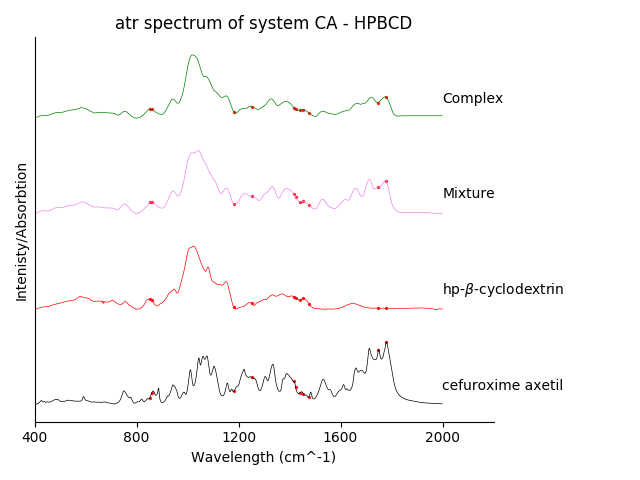 atr spectrum of system CA - HPBCD
Complex
Mixture
hp-β-cyclodextrin
cefuroxime axetil
Intenisty/Absorbtion
400 800 1200 1600 2000
Wavelength (cm^-1)